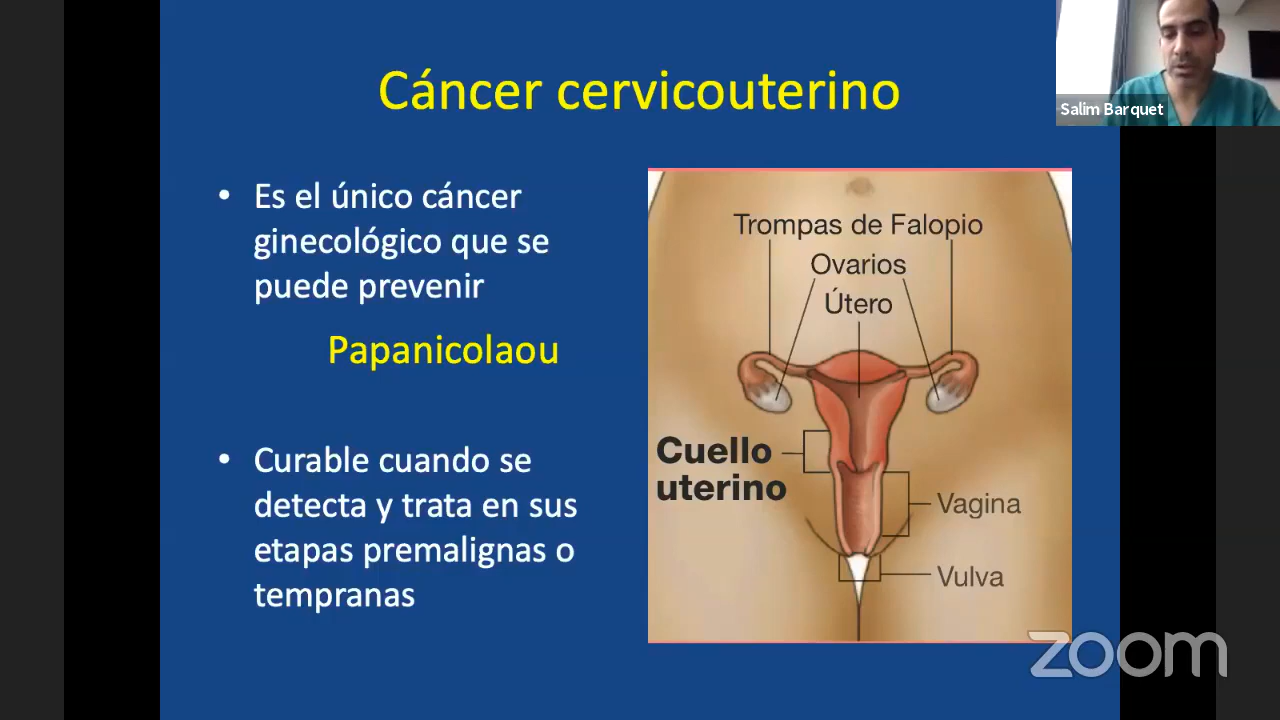 Cáncer cervicouterino
Salim Barquet
• Es el único cáncer
ginecológico que se
puede prevenir
Papanicolaou
• Curable cuando se
detecta y trata en sus
etapas premalignas o
tempranas
Trompas de Falopio
Ovarios
Útero
Cuello
uterino
Vagina
Vulva
zoom